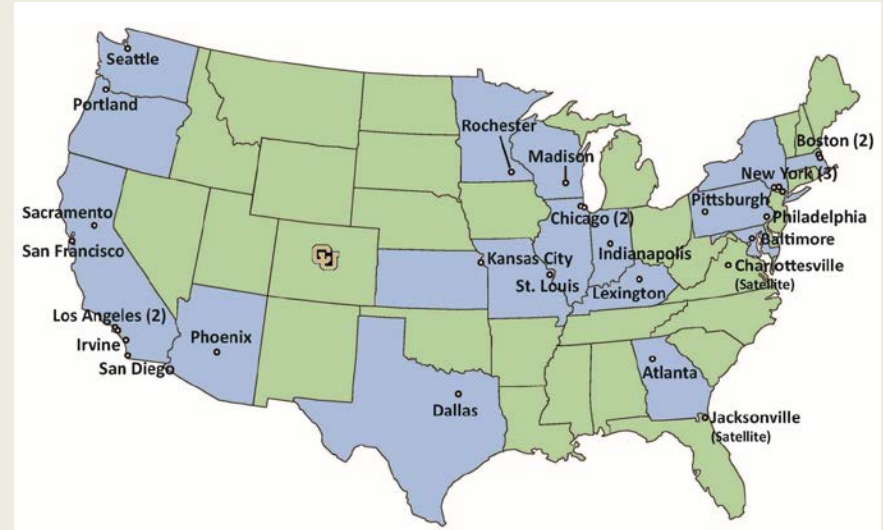 Seattle
Portland
Rochester
Madison
Boston (2)
New York (3)
Pittsburgh
Philadelphia
Baltimore
Sacramento
San Francisco
Chicago (2)
Indianapolis
Kansas City
St. Louis
Lexington
Charlottesville
(Satellite)
Los Angeles (2)
Irvine
San Diego
Phoenix
Dallas
Atlanta
Jacksonville
(Satellite)